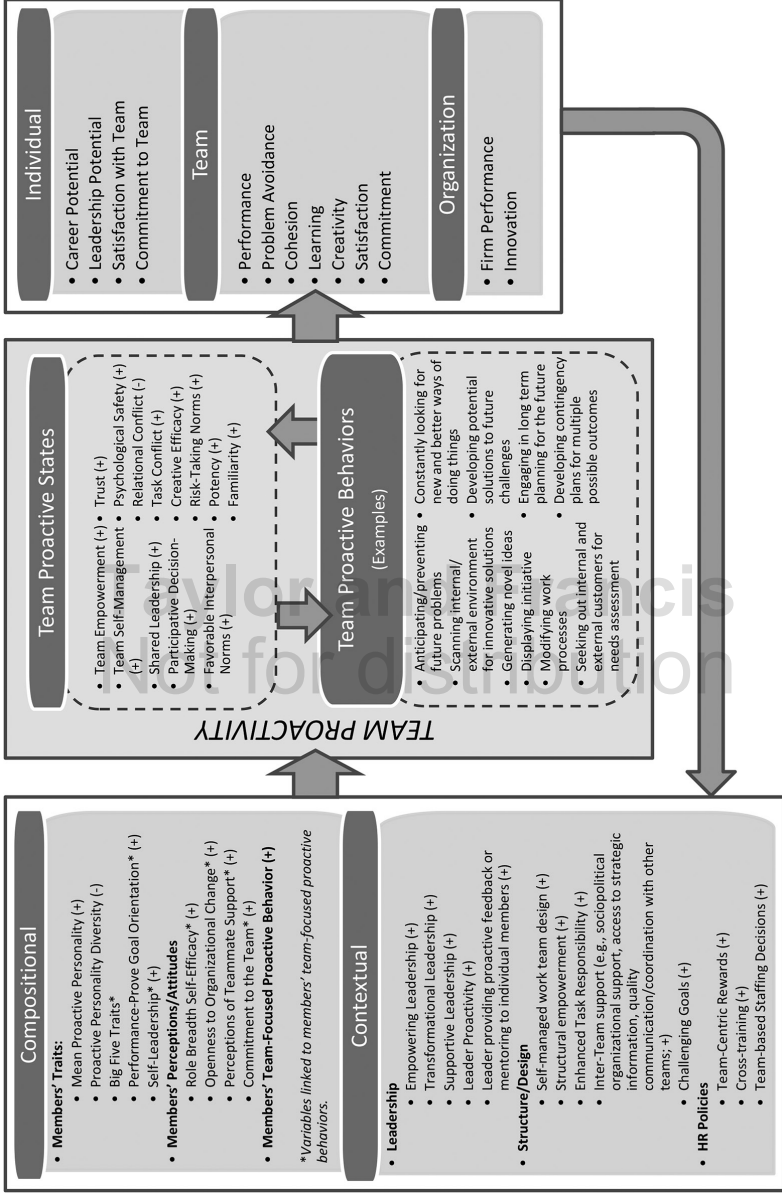 Compositional
• Members' Traits:
• Mean Proactive Personality (+)
• Proactive Personality Diversity (-)
• Big Five Traits*
• Performance-Prove Goal Orientation* (+)
• Self-Leadership* (+)
• Members' Perceptions/Attitudes
• Role Breadth Self-Efficacy* (+)
• Openness to Organizational Change* (+)
• Perceptions of Teammate Support* (+)
• Commitment to the Team* (+)
• Members' Team-Focused Proactive Behavior (+)
*Variables linked to members' team-focused proactive
behaviors.
Contextual
• Leadership
• Empowering Leadership (+)
• Transformational Leadership (+)
• Supportive Leadership (+)
• Leader Proactivity (+)
• Leader providing proactive feedback or
mentoring to individual members (+)
• Structure/Design
• Self-managed work team design (+)
• Structural empowerment (+)
• Enhanced Task Responsibility (+)
• Inter-Team support (e.g., sociopolitical
organizational support, access to strategic
information, quality
communication/coordination with other
teams; +)
• Challenging Goals (+)
• HR Policies
• Team-Centric Rewards (+)
• Cross-training (+)
• Team-based Staffing Decisions (+)
TEAM PROACTIVITY
Team Proactive States
• Team Empowerment (+)
• Team Self-Management
(+)
• Shared Leadership (+)
• Participative Decision-
Making (+)
• Favorable Interpersonal
Norms (+)
• Trust (+)
• Psychological Safety (+)
• Relational Conflict (-)
• Task Conflict (+)
• Creative Efficacy (+)
• Risk-Taking Norms (+)
• Potency (+)
• Familiarity (+)
Team Proactive Behaviors
(Examples)
• Anticipating/preventing
future problems
• Scanning internal/
external environment
for innovative solutions
• Generating novel ideas
• Displaying initiative
• Modifying work
processes
• Seeking out internal and
external customers for
needs assessment
• Constantly looking for
new and better ways of
doing things
• Developing potential
solutions to future
challenges
• Engaging in long term
planning for the future
• Developing contingency
plans for multiple
possible outcomes
Individual
• Career Potential
• Leadership Potential
• Satisfaction with Team
• Commitment to Team
Team
• Performance
• Problem Avoidance
• Cohesion
• Learning
• Creativity
• Satisfaction
• Commitment
Organization
• Firm Performance
• Innovation
Taylor and Francis
Not for distribution